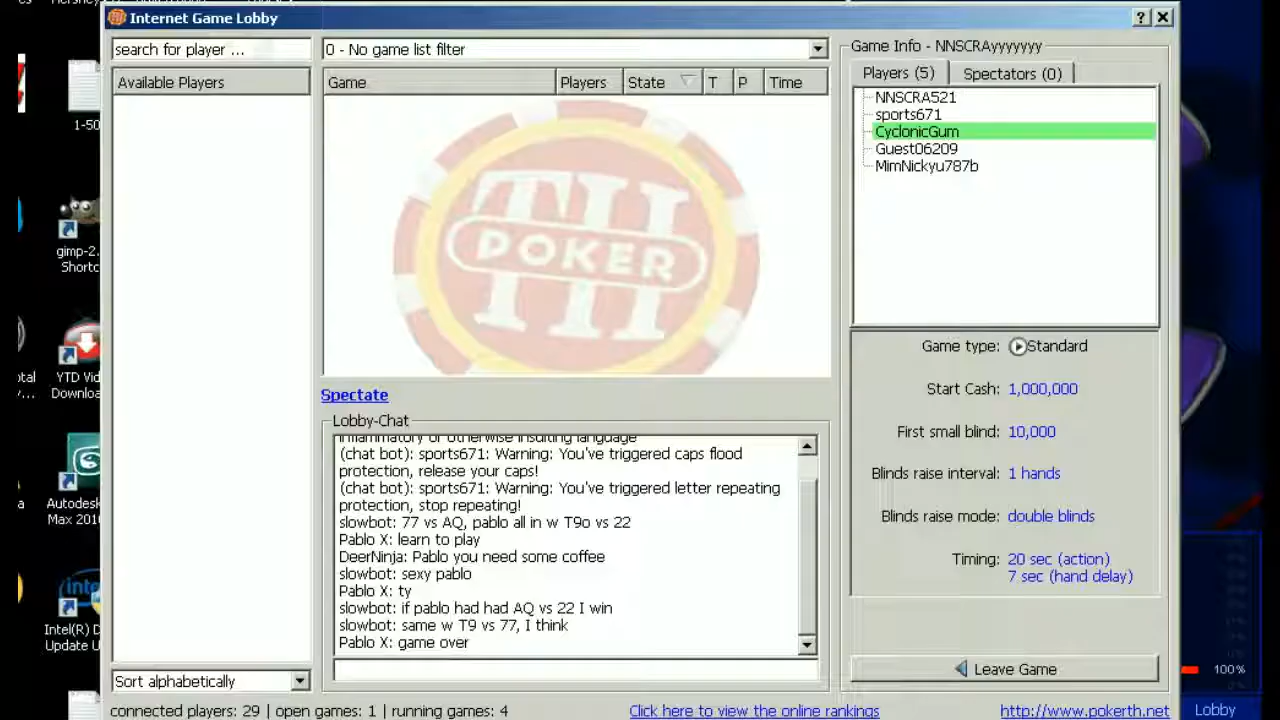 Internet Game Lobby
search for player ...
0 - No game list filter
Available Players
Game
Players
State
T
P
Time
TH
POKER
Spectate
Lobby-Chat
inflammatory or otherwise insulting language
(chat bot): sports671: Warning: You've triggered caps flood
protection, release your caps!
(chat bot): sports671: Warning: You've triggered letter repeating
protection, stop repeating!
slowbot: 77 vs AQ, pablo all in w T9o vs 22
Pablo X: learn to play
DeerNinja: Pablo you need some coffee
slowbot: sexy pablo
Pablo X: ty
slowbot: if pablo had had AQ vs 22 I win
slowbot: same w T9 vs 77, I think
Pablo X: game over
Sort alphabetically
connected players: 29 | open games: 1 | running games: 4
Click here to view the online rankings
http://www.pokerth.net
Game Info - NNSCRAyyyyyyy
Players (5)
Spectators (0)
NNSCRA521
sports671
CyclonicGum
Guest06209
MimNickyu787b
Game type: Standard
Start Cash: 1,000,000
First small blind: 10,000
Blinds raise interval: 1 hands
Blinds raise mode: double blinds
Timing: 20 sec (action)
7 sec (hand delay)
Leave Game
1-50
gimp-2.
Shortc
YTD Vid
Downloa
Autodesk
Max 201
Intel(R) D
Update U
100%
Lobby